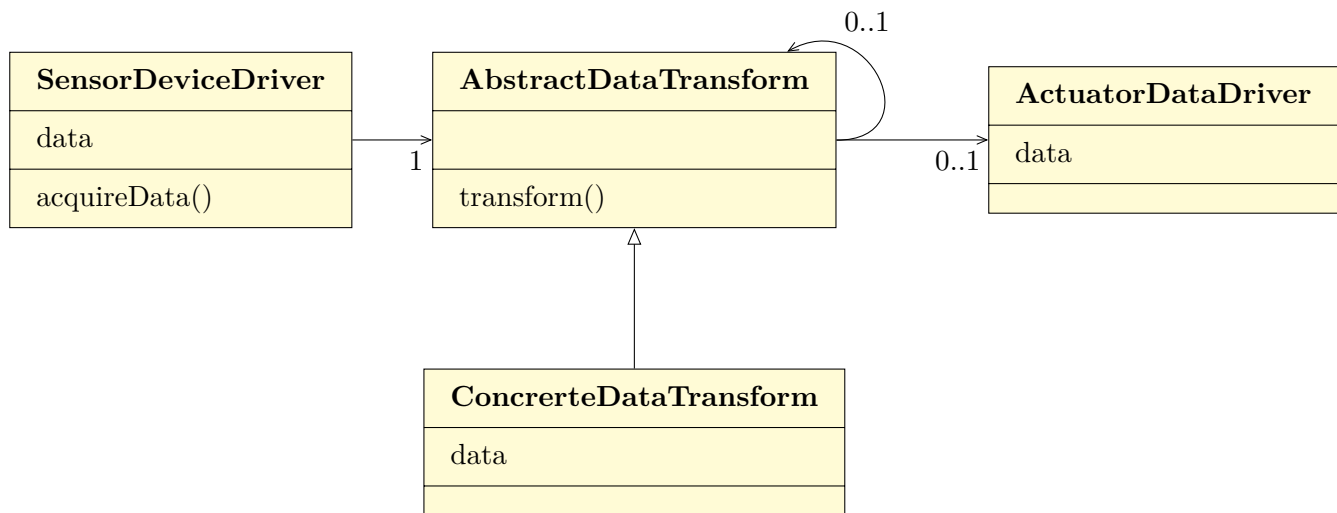 0..1
SensorDeviceDriver
data
acquireData()
1
AbstractDataTransform
transform()
0..1
ActuatorDataDriver
data
ConcrerteDataTransform
data